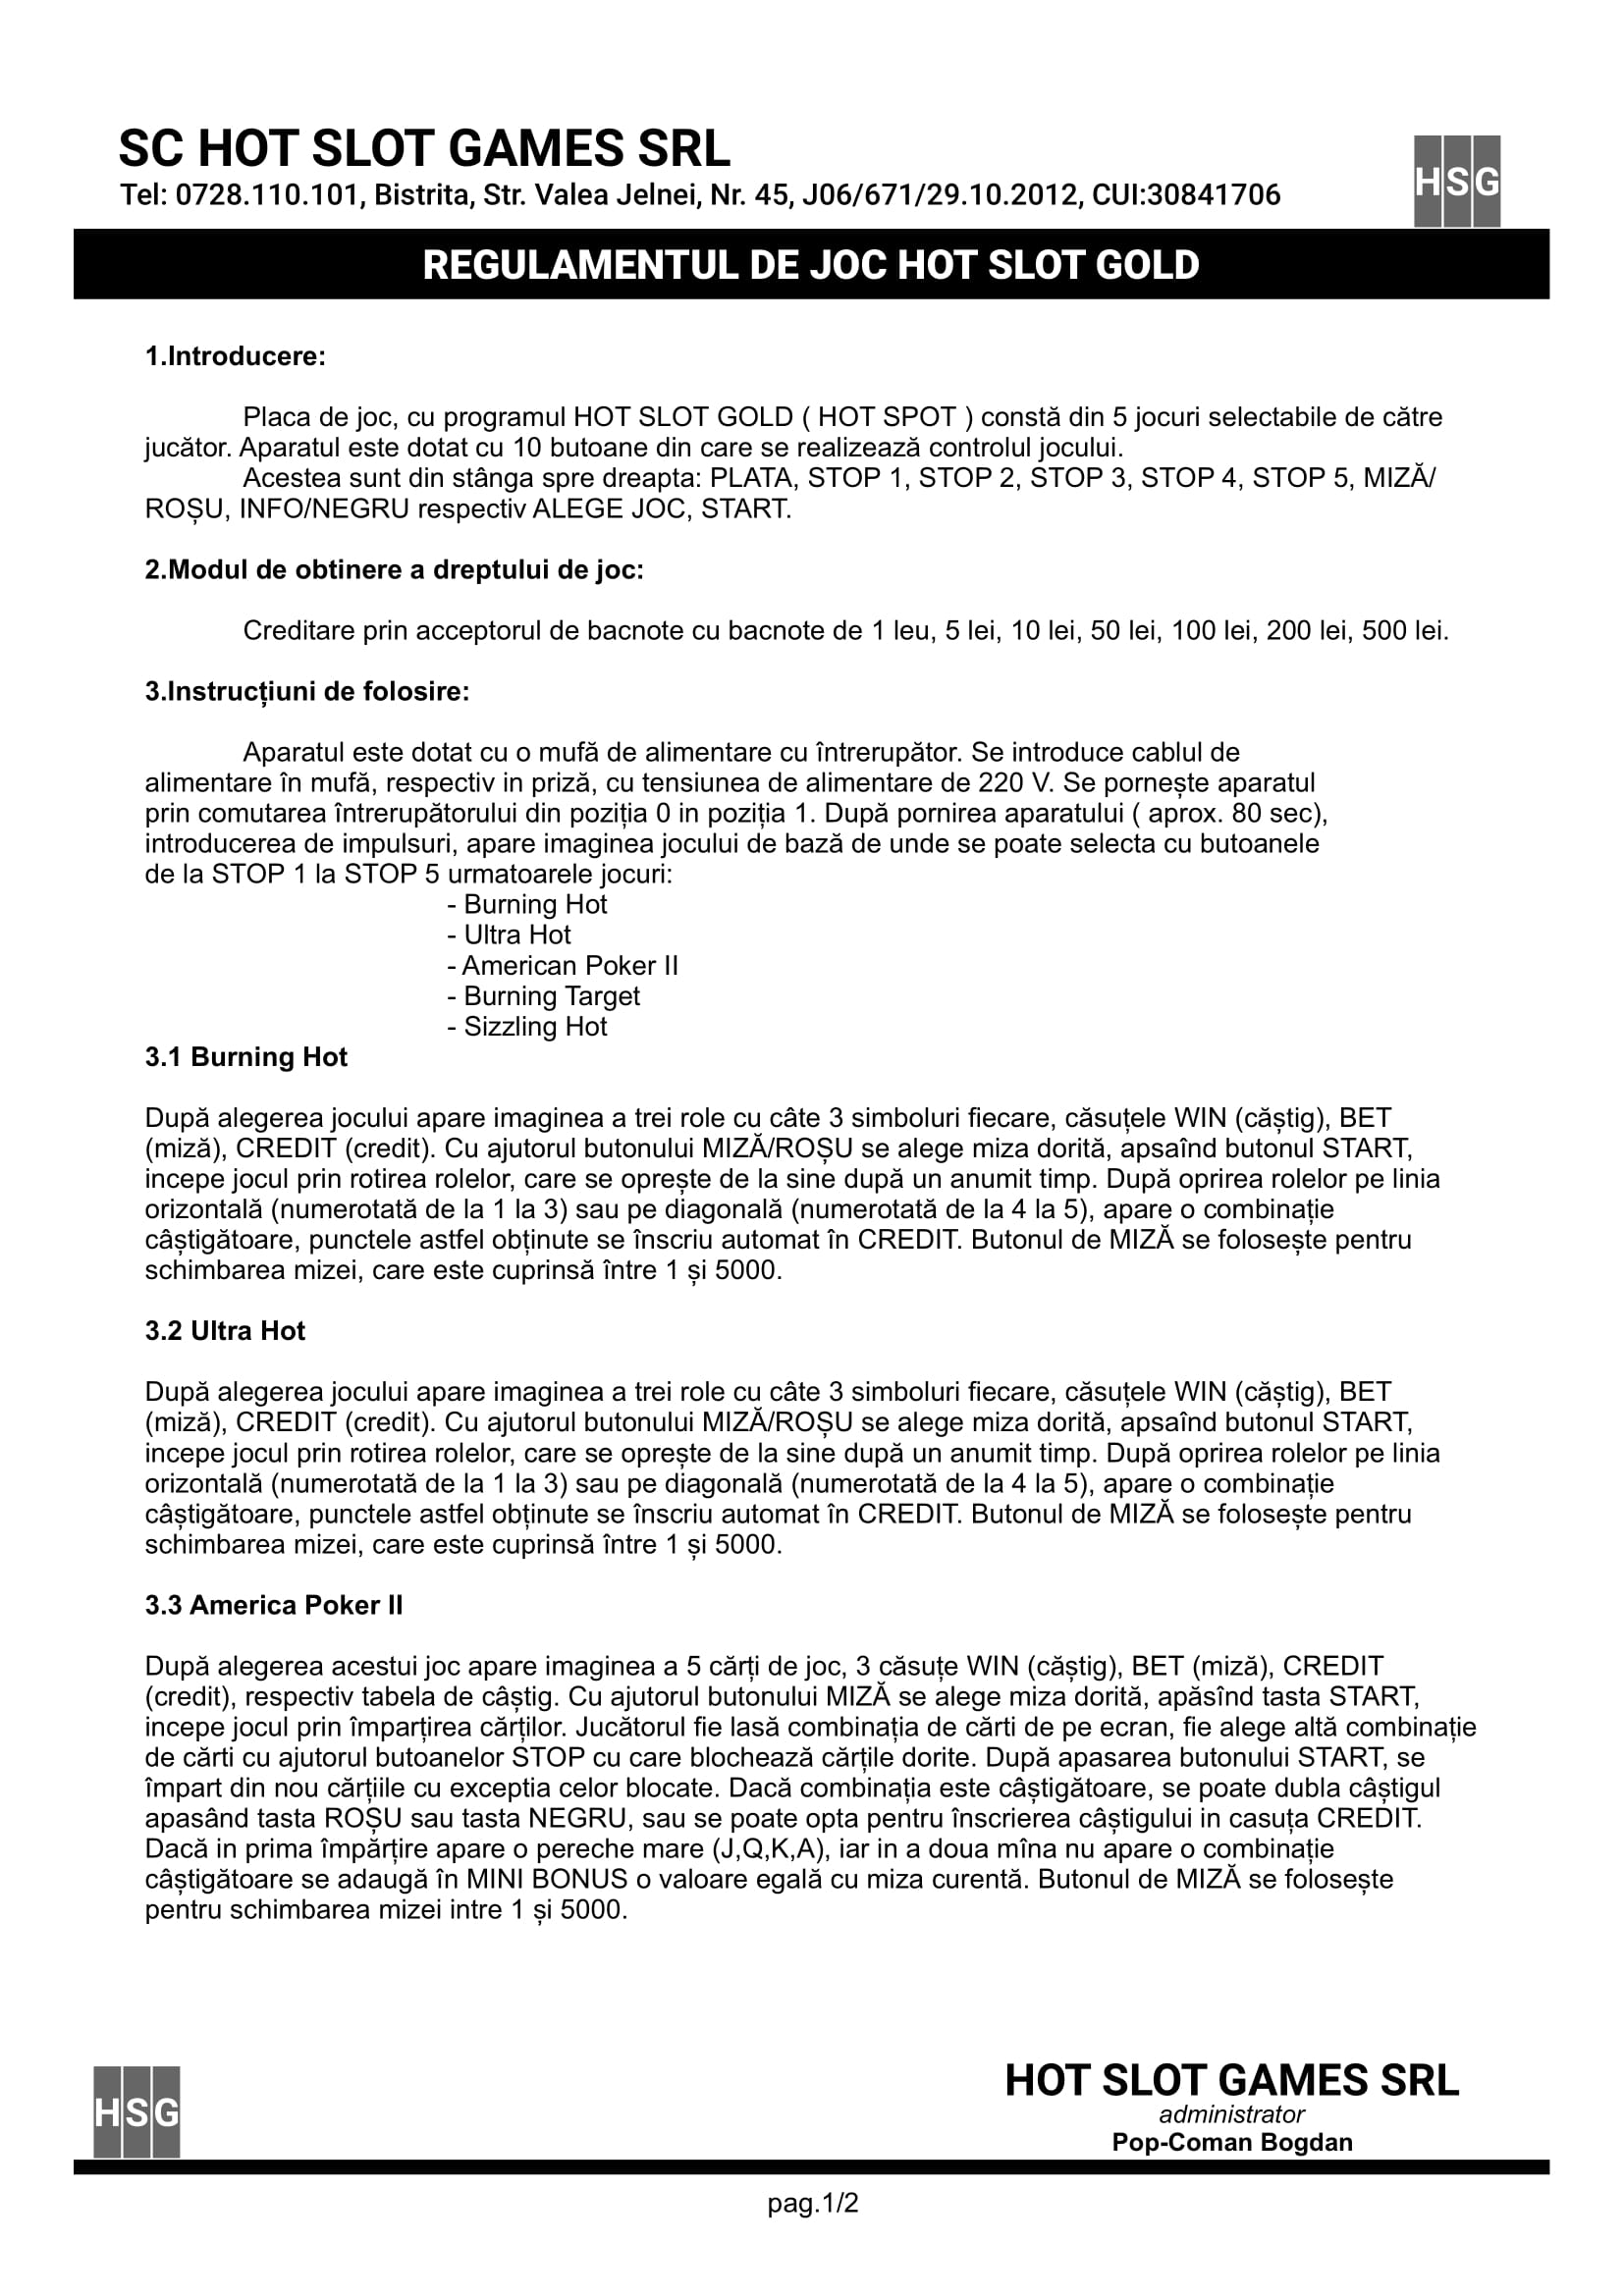 SC HOT SLOT GAMES SRL
Tel: 0728.110.101, Bistrita, Str. Valea Jelnei, Nr. 45, J06/671/29.10.2012, CUI:30841706
HSG
REGULAMENTUL DE JOC HOT SLOT GOLD
1.Introducere:
Placa de joc, cu programul HOT SLOT GOLD ( HOT SPOT ) constă din 5 jocuri selectabile de către
jucător. Aparatul este dotat cu 10 butoane din care se realizează controlul jocului.
Acestea sunt din stânga spre dreapta: PLATA, STOP 1, STOP 2, STOP 3, STOP 4, STOP 5, MIZĂ/
ROȘU, INFO/NEGRU respectiv ALEGE JOC, START.
2.Modul de obtinere a dreptului de joc:
Creditare prin acceptorul de bacnote cu bacnote de 1 leu, 5 lei, 10 lei, 50 lei, 100 lei, 200 lei, 500 lei.
3.Instrucțiuni de folosire:
Aparatul este dotat cu o mufă de alimentare cu întrerupător. Se introduce cablul de
alimentare în mufă, respectiv in priză, cu tensiunea de alimentare de 220 V. Se pornește aparatul
prin comutarea întrerupătorului din poziția 0 in poziția 1. După pornirea aparatului ( aprox. 80 sec),
introducerea de impulsuri, apare imaginea jocului de bază de unde se poate selecta cu butoanele
de la STOP 1 la STOP 5 urmatoarele jocuri:
- Burning Hot
- Ultra Hot
- American Poker II
- Burning Target
- Sizzling Hot
3.1 Burning Hot
După alegerea jocului apare imaginea a trei role cu câte 3 simboluri fiecare, căsuțele WIN (căștig), BET
(miză), CREDIT (credit). Cu ajutorul butonului MIZĂ/ROȘU se alege miza dorită, apsaînd butonul START,
incepe jocul prin rotirea rolelor, care se oprește de la sine după un anumit timp. După oprirea rolelor pe linia
orizontală (numerotată de la 1 la 3) sau pe diagonală (numerotată de la 4 la 5), apare o combinație
câștigătoare, punctele astfel obținute se înscriu automat în CREDIT. Butonul de MIZĂ se folosește pentru
schimbarea mizei, care este cuprinsă între 1 și 5000.
3.2 Ultra Hot
După alegerea jocului apare imaginea a trei role cu câte 3 simboluri fiecare, căsuțele WIN (căștig), BET
(miză), CREDIT (credit). Cu ajutorul butonului MIZĂ/ROȘU se alege miza dorită, apsaînd butonul START,
incepe jocul prin rotirea rolelor, care se oprește de la sine după un anumit timp. După oprirea rolelor pe linia
orizontală (numerotată de la 1 la 3) sau pe diagonală (numerotată de la 4 la 5), apare o combinație
câștigătoare, punctele astfel obținute se înscriu automat în CREDIT. Butonul de MIZĂ se folosește pentru
schimbarea mizei, care este cuprinsă între 1 și 5000.
3.3 America Poker II
După alegerea acestui joc apare imaginea a 5 cărți de joc, 3 căsuțe WIN (căștig), BET (miză), CREDIT
(credit), respectiv tabela de câștig. Cu ajutorul butonului MIZĂ se alege miza dorită, apăsînd tasta START,
incepe jocul prin împarțirea cărților. Jucătorul fie lasă combinația de cărti de pe ecran, fie alege altă combinație
de cărti cu ajutorul butoanelor STOP cu care blochează cărțile dorite. După apasarea butonului START, se
împart din nou cărțiile cu exceptia celor blocate. Dacă combinația este câștigătoare, se poate dubla câștigul
apasând tasta ROȘU sau tasta NEGRU, sau se poate opta pentru înscrierea câștigului in casuța CREDIT.
Dacă in prima împărțire apare o pereche mare (J,Q,K,A), iar in a doua mîna nu apare o combinație
câștigătoare se adaugă în MINI BONUS o valoare egală cu miza curentă. Butonul de MIZĂ se folosește
pentru schimbarea mizei intre 1 și 5000.
HSG
HOT SLOT GAMES SRL
administrator
Pop-Coman Bogdan
pag.1/2